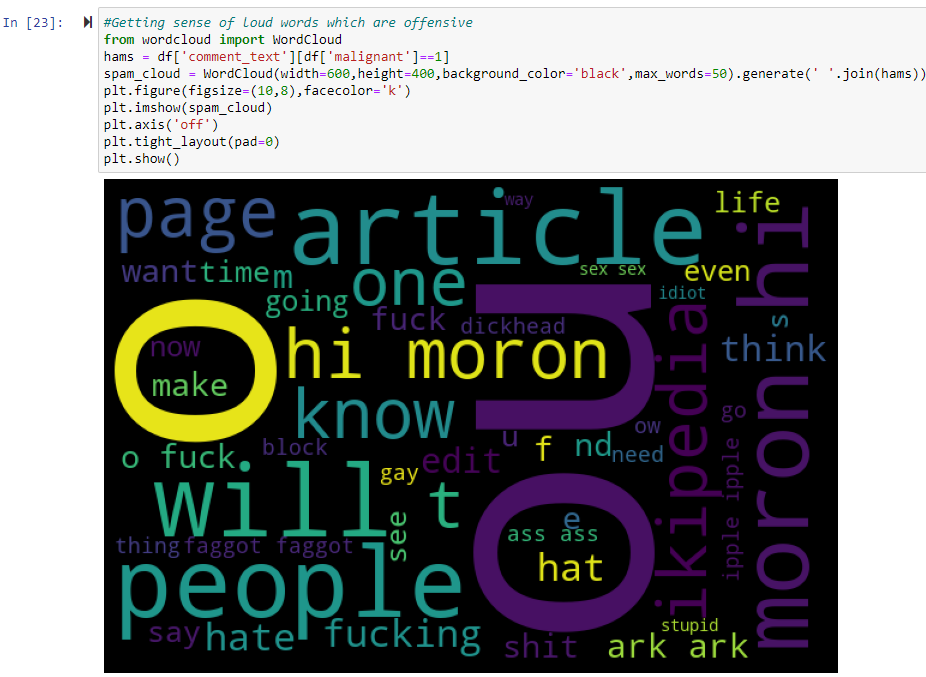 In [23]:
#Getting sense of loud words which are offensive
from wordcloud import WordCloud
hams = df['comment_text'][df['malignant']==1]
spam_cloud = WordCloud(width=600,height=400,background_color='black',max_words=50).generate(' '.join(hams))
plt.figure(figsize=(10,8),facecolor='k')
plt.imshow(spam_cloud)
plt.axis('off')
plt.tight_layout(pad=0)
plt.show()
page
article
way
life
moron hi
want
time
m
one
sex sex
even
going
idiot
fuck
dickhead
s
o
now
make
hi moron
o u
think
know
ikipedia
go
u
ow
block
f
nd
need
o fuck
edit
gay
ipple ipple
will
t
see
e
ass ass
thing
faggot faggot
hat
people
say
hate
fucking
shit
stupid
ark ark